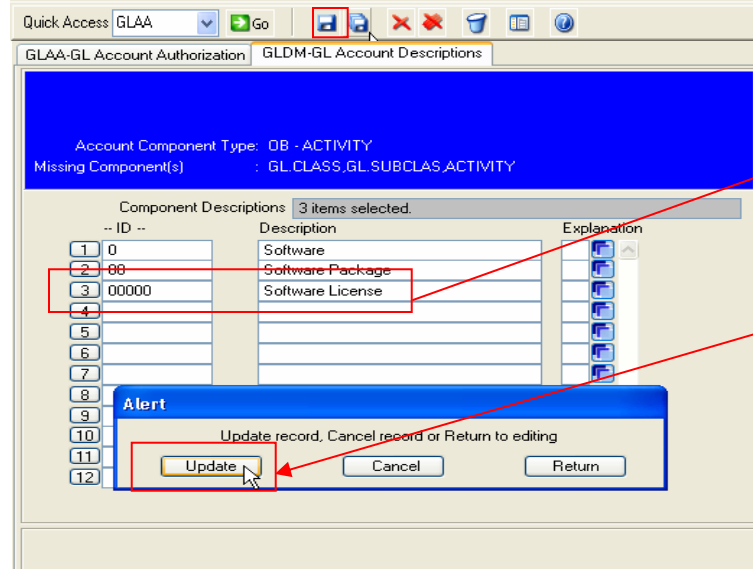 Quick Access GLAA Go
GLAA-GL Account Authorization GLDM-GL Account Descriptions
Account Component Type: OB - ACTIVITY
Missing Component(s) : GL.CLASS,GL.SUBCLAS,ACTIVITY
Component Descriptions 3 items selected.
-- ID -- Description Explanation
1 0 Software
2 00 Software Package
3 00000 Software License
4
5
6
7
8
Alert
9
10 Update record, Cancel record or Return to editing
11 Update Cancel Return
12